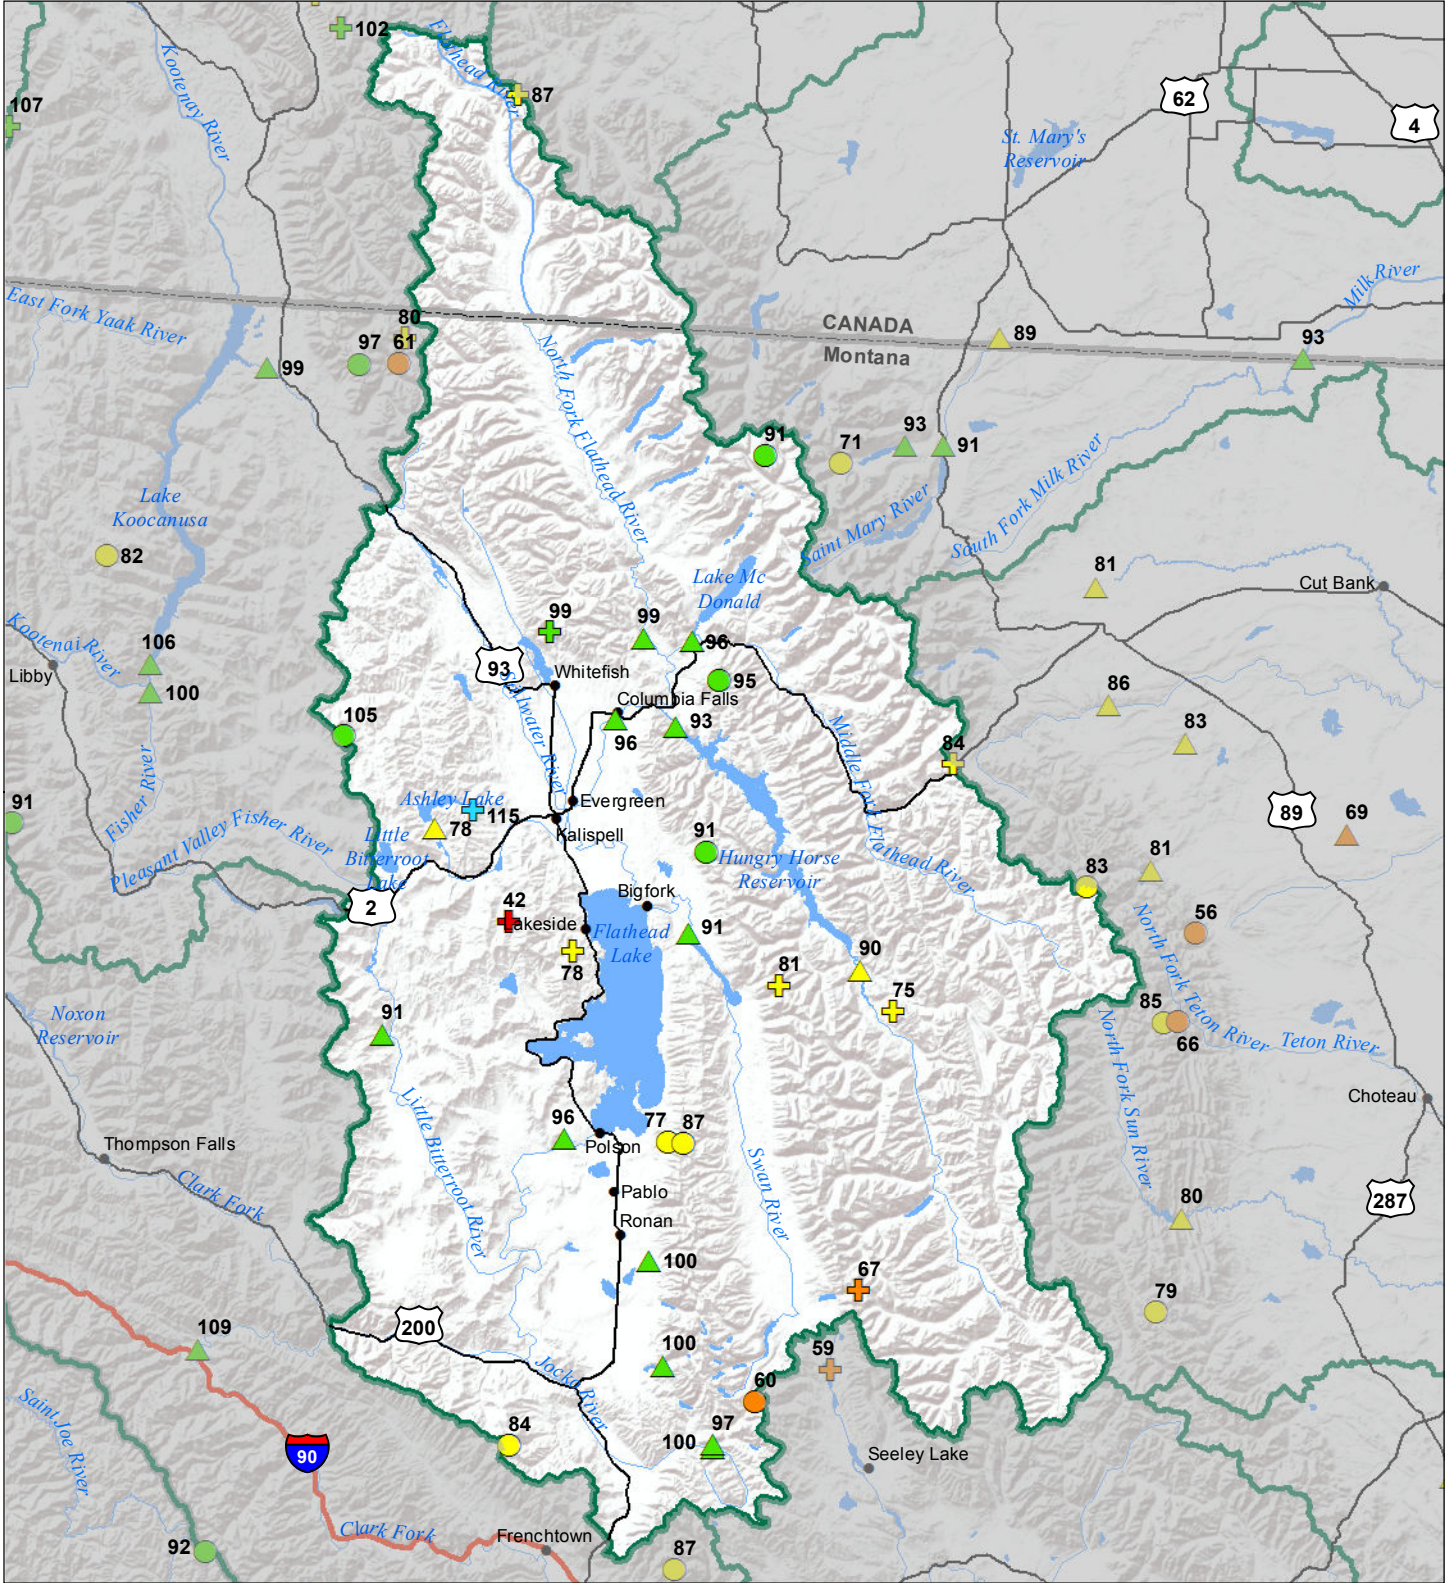 102
Flathead River
87
107
Kootenay River
62
4
St. Mary's
Reservoir
Milk River
East Fork Yaak River
CANADA
Montana
89
93
80
97
61
99
North Fork Flathead River
91
71
93
91
South Fork Milk River
Saint Mary River
Lake
Koocanusa
82
Lake Mc
Donald
81
Cut Bank
Kootenai River
106
Libby
100
99
99
96
93
Whitefish
95
Columbia Falls
86
83
105
Stillwater River
96
93
Middle Fork Flathead River
84
Fisher River
91
Ashley Lake
115
78
Evergreen
Kalispell
89
69
Pleasant Valley Fisher River
Little
Bitterroot
Lake
91
Hungry Horse
Reservoir
81
83
2
42
Lakeside
Bigfork
Flathead
Lake
91
78
81
90
75
56
North Fork Teton River
85
66
Teton River
Noxon
Reservoir
91
North Fork Sun River
Choteau
Little Bitterroot River
96
77
87
Polson
Thompson Falls
Clark Fork
Pablo
Swan River
80
287
Ronan
100
67
79
200
109
100
59
Jocko River
60
Saint Joe River
84
100
97
90
Seeley Lake
Clark Fork
Frenchtown
92
87